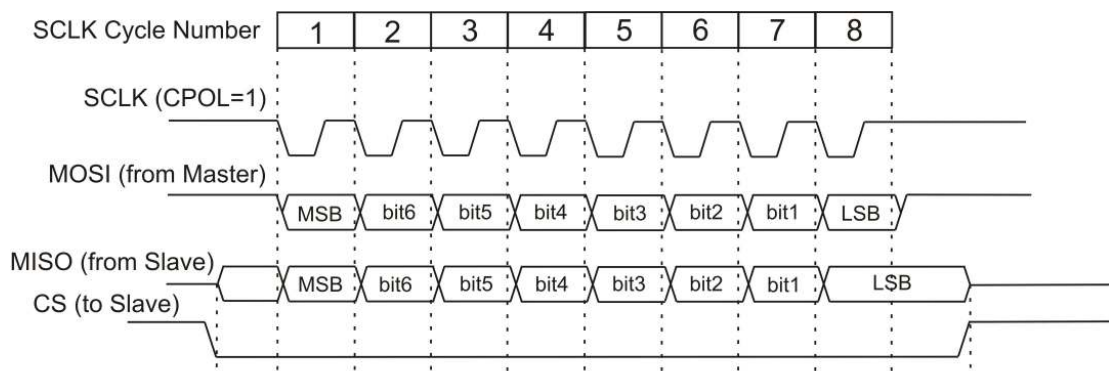 SCLK Cycle Number 1 2 3 4 5 6 7 8
SCLK (CPOL=1)
MOSI (from Master)
MSB bit6 bit5 bit4 bit3 bit2 bit1 LSB
MISO (from Slave)
MSB bit6 bit5 bit4 bit3 bit2 bit1 LSB
CS (to Slave)